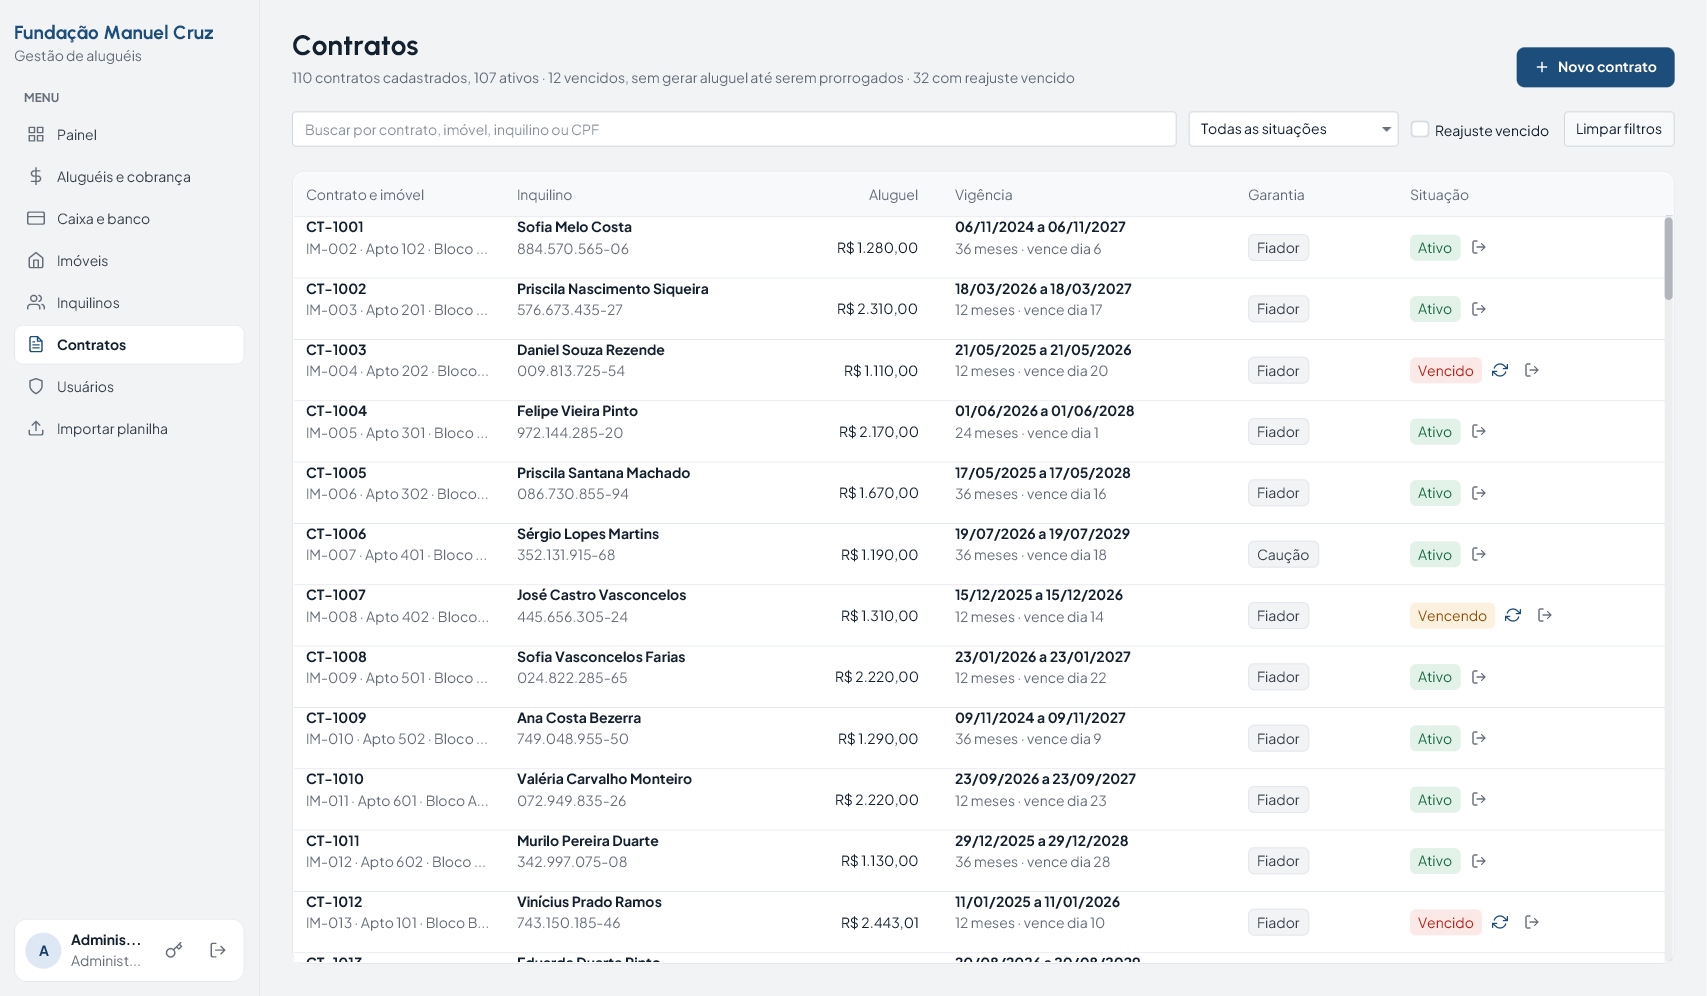 Fundação Manuel Cruz
Gestão de aluguéis
MENU
Painel
Aluguéis e cobrança
Caixa e banco
Imóveis
Inquilinos
Contratos
Usuários
Importar planilha
A
Adminis...
Administ...
Contratos
110 contratos cadastrados, 107 ativos · 12 vencidos, sem gerar aluguel até serem prorrogados · 32 com reajuste vencido
+ Novo contrato
Buscar por contrato, imóvel, inquilino ou CPF
Todas as situações
Reajuste vencido
Limpar filtros
Contrato e imóvel Inquilino Aluguel Vigência Garantia Situação
CT-1001 Sofia Melo Costa 06/11/2024 a 06/11/2027
IM-002 · Apto 102 · Bloco ... 884.570.565-06 R$ 1.280,00 36 meses · vence dia 6 Fiador Ativo
CT-1002 Priscila Nascimento Siqueira 18/03/2026 a 18/03/2027
IM-003 · Apto 201 · Bloco ... 576.673.435-27 R$ 2.310,00 12 meses · vence dia 17 Fiador Ativo
CT-1003 Daniel Souza Rezende 21/05/2025 a 21/05/2026
IM-004 · Apto 202 · Bloco... 009.813.725-54 R$ 1.110,00 12 meses · vence dia 20 Fiador Vencido
CT-1004 Felipe Vieira Pinto 01/06/2026 a 01/06/2028
IM-005 · Apto 301 · Bloco ... 972.144.285-20 R$ 2.170,00 24 meses · vence dia 1 Fiador Ativo
CT-1005 Priscila Santana Machado 17/05/2025 a 17/05/2028
IM-006 · Apto 302 · Bloco... 086.730.855-94 R$ 1.670,00 36 meses · vence dia 16 Fiador Ativo
CT-1006 Sérgio Lopes Martins 19/07/2026 a 19/07/2029
IM-007 · Apto 401 · Bloco ... 352.131.915-68 R$ 1.190,00 36 meses · vence dia 18 Caução Ativo
CT-1007 José Castro Vasconcelos 15/12/2025 a 15/12/2026
IM-008 · Apto 402 · Bloco... 445.656.305-24 R$ 1.310,00 12 meses · vence dia 14 Fiador Vencendo
CT-1008 Sofia Vasconcelos Farias 23/01/2026 a 23/01/2027
IM-009 · Apto 501 · Bloco ... 024.822.285-65 R$ 2.220,00 12 meses · vence dia 22 Fiador Ativo
CT-1009 Ana Costa Bezerra 09/11/2024 a 09/11/2027
IM-010 · Apto 502 · Bloco ... 749.048.955-50 R$ 1.290,00 36 meses · vence dia 9 Fiador Ativo
CT-1010 Valéria Carvalho Monteiro 23/09/2026 a 23/09/2027
IM-011 · Apto 601 · Bloco A... 072.949.835-26 R$ 2.220,00 12 meses · vence dia 23 Fiador Ativo
CT-1011 Murilo Pereira Duarte 29/12/2025 a 29/12/2028
IM-012 · Apto 602 · Bloco ... 342.997.075-08 R$ 1.130,00 36 meses · vence dia 28 Fiador Ativo
CT-1012 Vinícius Prado Ramos 11/01/2025 a 11/01/2026
IM-013 · Apto 101 · Bloco B... 743.150.185-46 R$ 2.443,01 12 meses · vence dia 10 Fiador Vencido
CT-1013 Eduarda Duarte Pinto 20/08/2026 a 20/08/2029